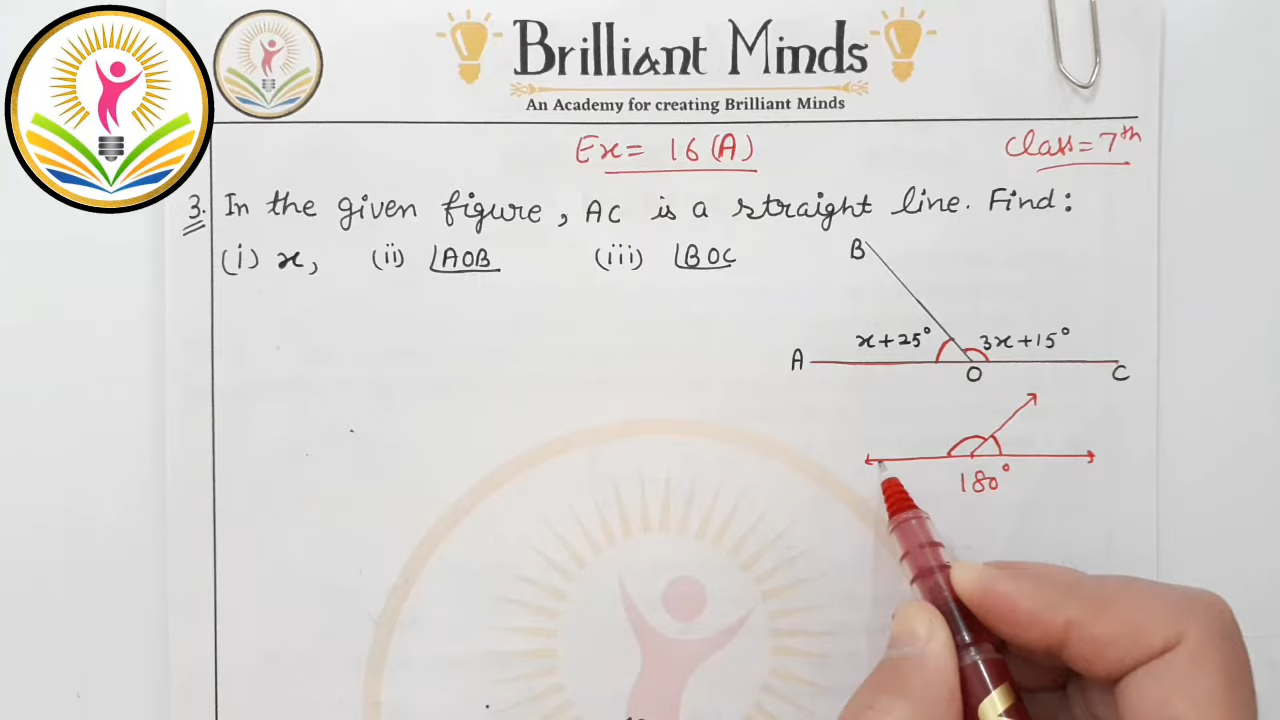 Brilliant Minds
An Academy for creating Brilliant Minds
Ex = 16 (A)
Class = 7th
3. In the given figure, AC is a straight line. Find:
(i) x, (ii) ∠AOB (iii) ∠BOC
B
x+25° 3x+15°
A O C
180°